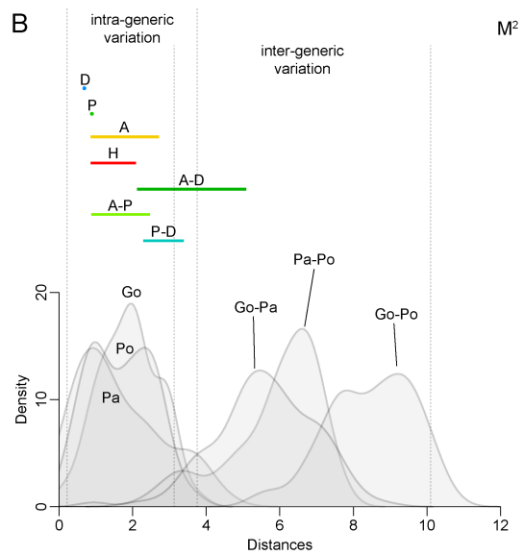 B
M²
intra-generic
variation
inter-generic
variation
D
P
A
H
A-D
A-P
P-D
Pa-Po
Go
Go-Pa
Go-Po
Po
Pa
20
10
0
Density
0 2 4 6 8 10 12
Distances